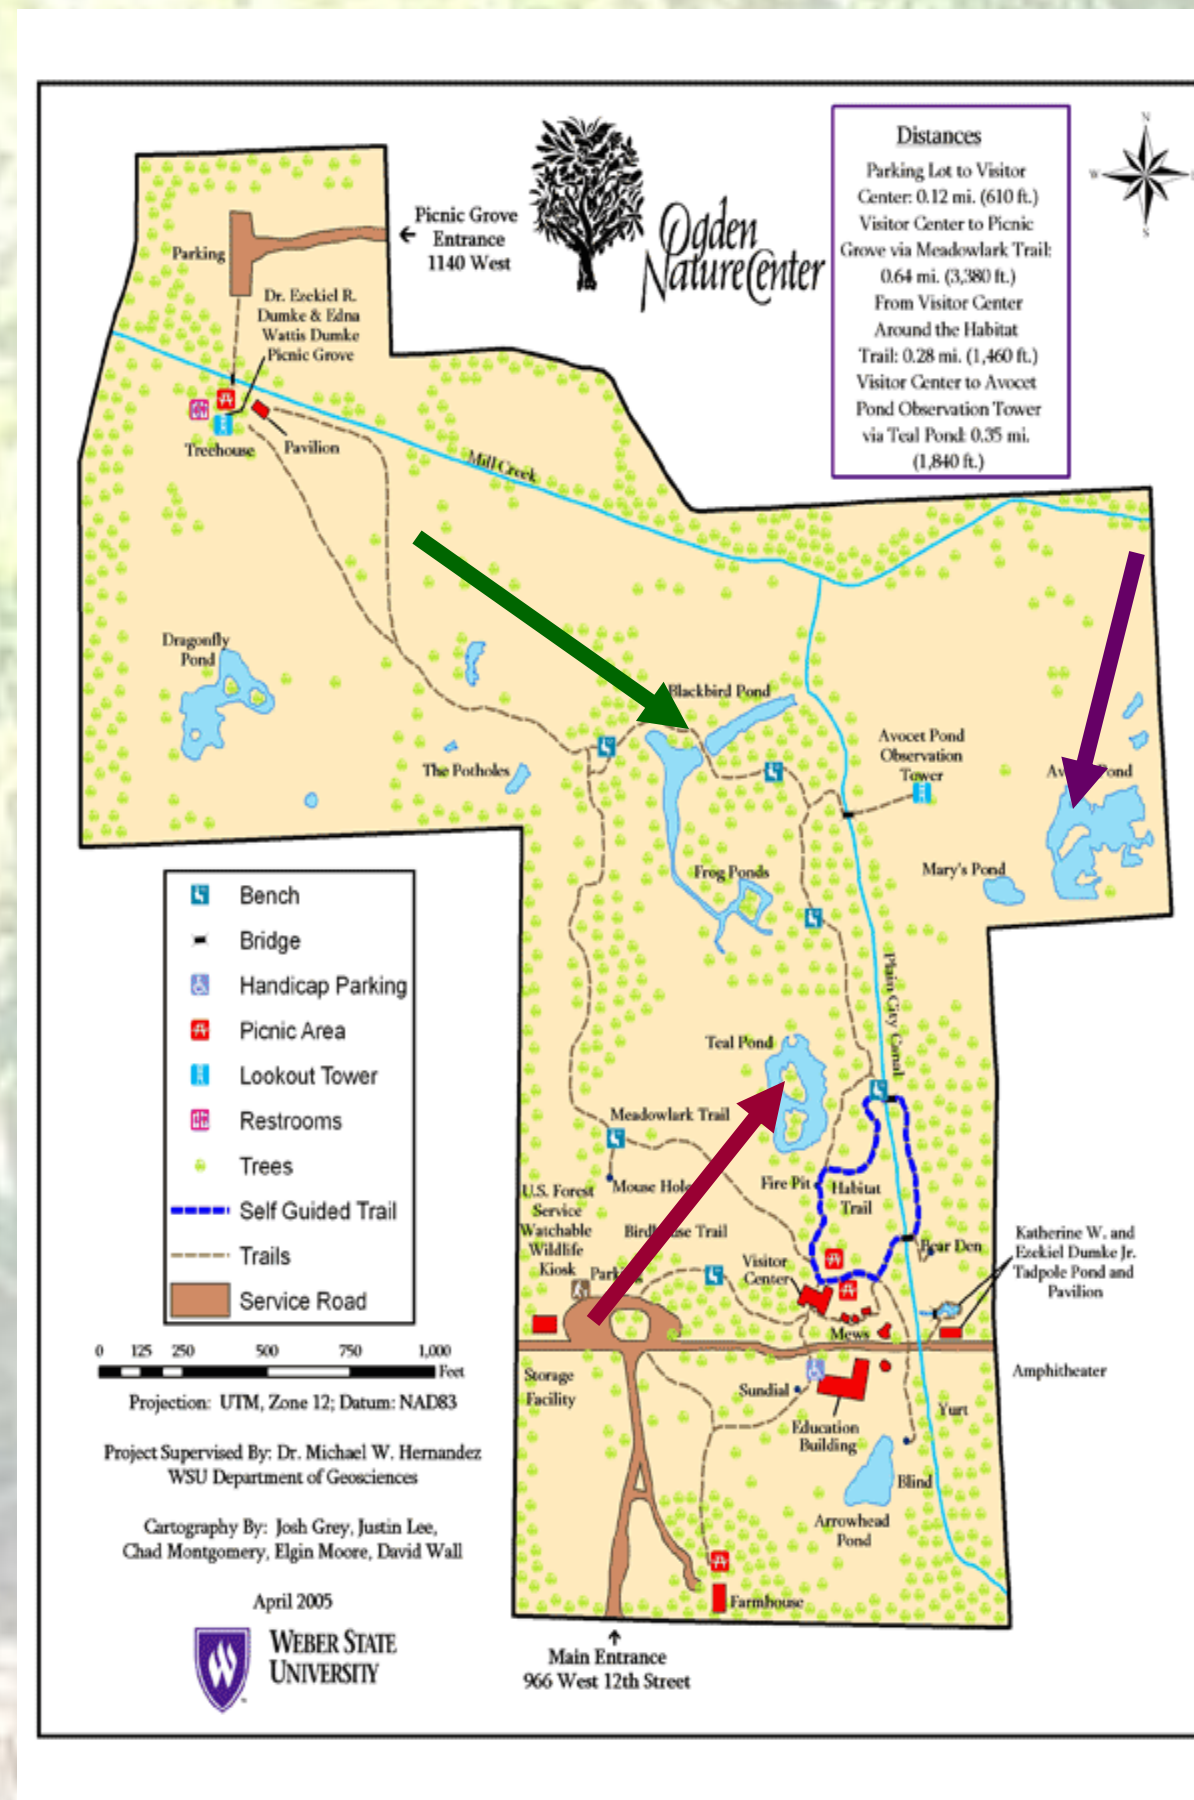 Distances
Parking Lot to Visitor
Center: 0.12 mi. (610 ft.)
Visitor Center to Picnic
Grove via Meadowlark Trail:
0.64 mi. (3,380 ft.)
From Visitor Center
Around the Habitat
Trail: 0.28 mi. (1,460 ft.)
Visitor Center to Avocet
Pond Observation Tower
via Teal Pond: 0.35 mi.
(1,840 ft.)
N
W
S
Ogden
Nature Center
Picnic Grove
← Entrance
1140 West
Parking
Dr. Ezekiel R.
Dumke & Edna
Wattis Dumke
Picnic Grove
Treehouse
Pavilion
Mill Creek
Dragonfly
Pond
Blackbird Pond
The Potholes
Avocet Pond
Observation
Tower
Pond
Mary's Pond
Frog Ponds
Plain City Canal
Teal Pond
Meadowlark Trail
Mouse Hole
Fire Pit
Habitat
Trail
U.S. Forest
Service
Watchable
Wildlife
Kiosk
Parking
Birdhouse Trail
Visitor
Center
Bear Den
Katherine W. and
Ezekiel Dumke Jr.
Tadpole Pond and
Pavilion
Mews
Amphitheater
Storage
Facility
Sundial
Education
Building
Yurt
Blind
Arrowhead
Pond
Farmhouse
↑
Main Entrance
966 West 12th Street
Bench
Bridge
Handicap Parking
Picnic Area
Lookout Tower
Restrooms
Trees
Self Guided Trail
Trails
Service Road
0 125 250 500 750 1,000
Feet
Projection: UTM, Zone 12; Datum: NAD83
Project Supervised By: Dr. Michael W. Hernandez
WSU Department of Geosciences
Cartography By: Josh Grey, Justin Lee,
Chad Montgomery, Elgin Moore, David Wall
April 2005
W
WEBER STATE
UNIVERSITY